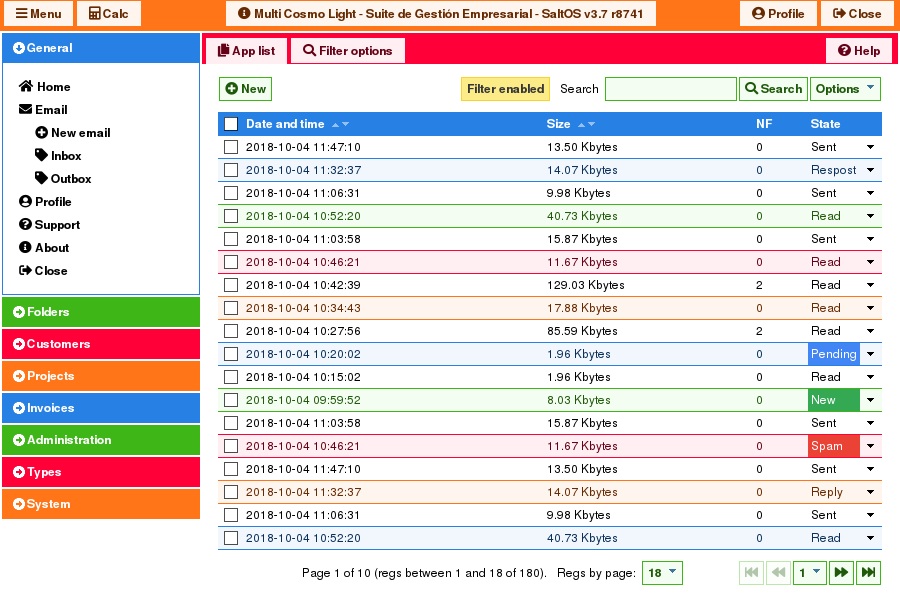 Menu Calc Multi Cosmo Light - Suite de Gestión Empresarial - SaltOS v3.7 r8741 Profile Close
General
Home
Email
New email
Inbox
Outbox
Profile
Support
About
Close
Folders
Customers
Projects
Invoices
Administration
Types
System
App list Filter options Help
New Filter enabled Search Search Options
Date and time Size NF State
2018-10-04 11:47:10 13.50 Kbytes 0 Sent
2018-10-04 11:32:37 14.07 Kbytes 0 Respost
2018-10-04 11:06:31 9.98 Kbytes 0 Sent
2018-10-04 10:52:20 40.73 Kbytes 0 Read
2018-10-04 11:03:58 15.87 Kbytes 0 Sent
2018-10-04 10:46:21 11.67 Kbytes 0 Read
2018-10-04 10:42:39 129.03 Kbytes 2 Read
2018-10-04 10:34:43 17.88 Kbytes 0 Read
2018-10-04 10:27:56 85.59 Kbytes 2 Read
2018-10-04 10:20:02 1.96 Kbytes 0 Pending
2018-10-04 10:15:02 1.96 Kbytes 0 Read
2018-10-04 09:59:52 8.03 Kbytes 0 New
2018-10-04 11:03:58 15.87 Kbytes 0 Sent
2018-10-04 10:46:21 11.67 Kbytes 0 Spam
2018-10-04 11:47:10 13.50 Kbytes 0 Sent
2018-10-04 11:32:37 14.07 Kbytes 0 Reply
2018-10-04 11:06:31 9.98 Kbytes 0 Sent
2018-10-04 10:52:20 40.73 Kbytes 0 Read
Page 1 of 10 (regs between 1 and 18 of 180). Regs by page: 18 1